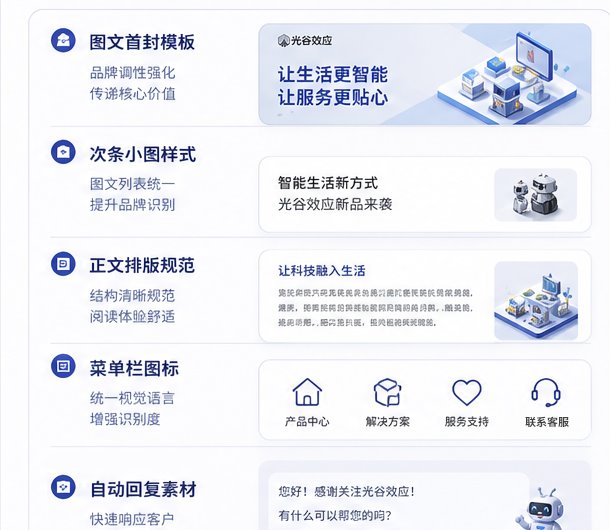 图文首封模板
品牌调性强化
传递核心价值
光谷效应
让生活更智能
让服务更贴心
次条小图样式
图文列表统一
提升品牌识别
智能生活新方式
光谷效应新品来袭
正文排版规范
结构清晰规范
阅读体验舒适
让科技融入生活
菜单栏图标
统一视觉语言
增强识别度
产品中心
解决方案
服务支持
联系客服
自动回复素材
快速响应客户
您好！感谢关注光谷效应！
有什么可以即您的吗？